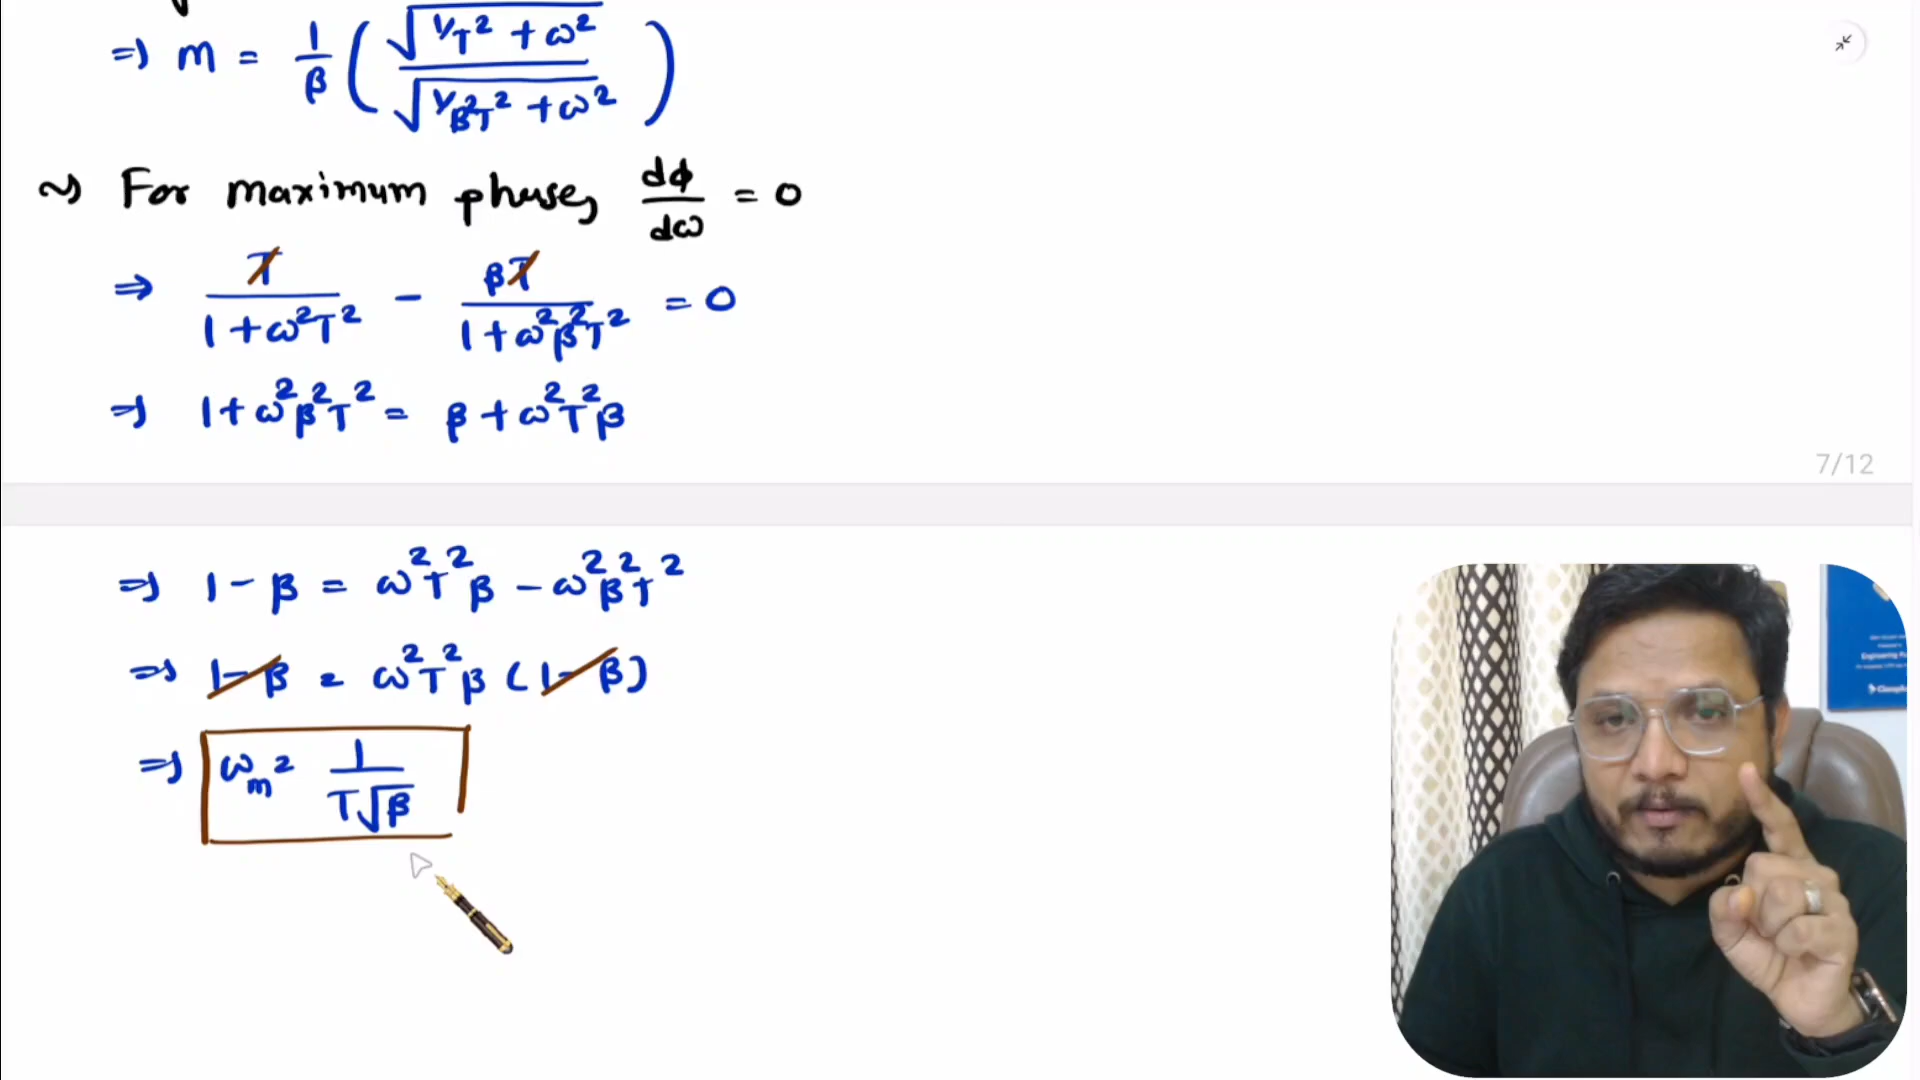 ⇒ m = 1/β ( √(1/T² + ω²) / √(1/β²T² + ω²) )
~) For maximum phase, dϕ/dω = 0
⇒ T/(1+ω²T²) - βT/(1+ω²β²T²) = 0
⇒ 1+ω²β²T² = β+ω²T²β
7/12
⇒ 1-β = ω²T²β - ω²β²T²
⇒ 1-β = ω²T²β (1-β)
⇒ ωm = 1/(T√β)